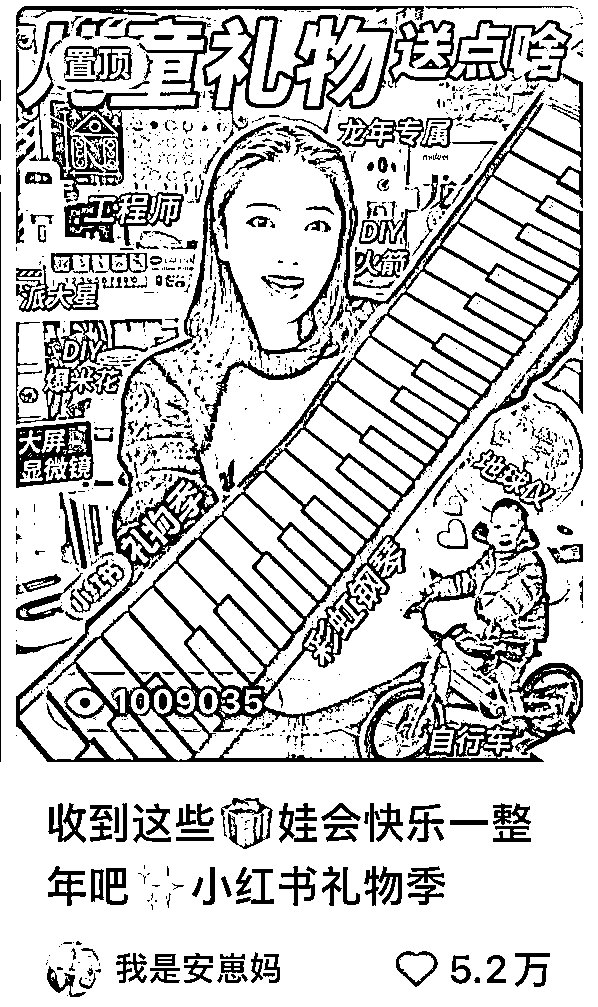 儿童礼物送点啥
置顶
龙年专属
龙
工程师
DIY
火箭
派大星
DIY
爆米花
大屏
显微镜
地球仪
小红书礼物季
彩虹钢琴
1009035
自行车
收到这些🎁娃会快乐一整
年吧✨小红书礼物季
我是安崽妈
5.2万